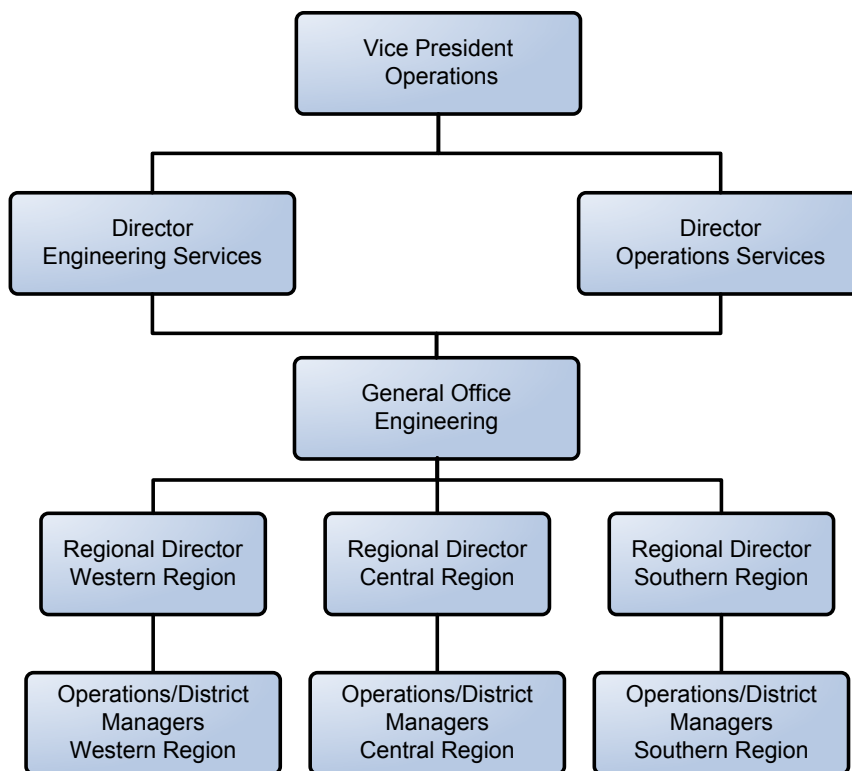 Vice President
Operations
Director
Engineering Services
Director
Operations Services
General Office
Engineering
Regional Director
Western Region
Regional Director
Central Region
Regional Director
Southern Region
Operations/District
Managers
Western Region
Operations/District
Managers
Central Region
Operations/District
Managers
Southern Region